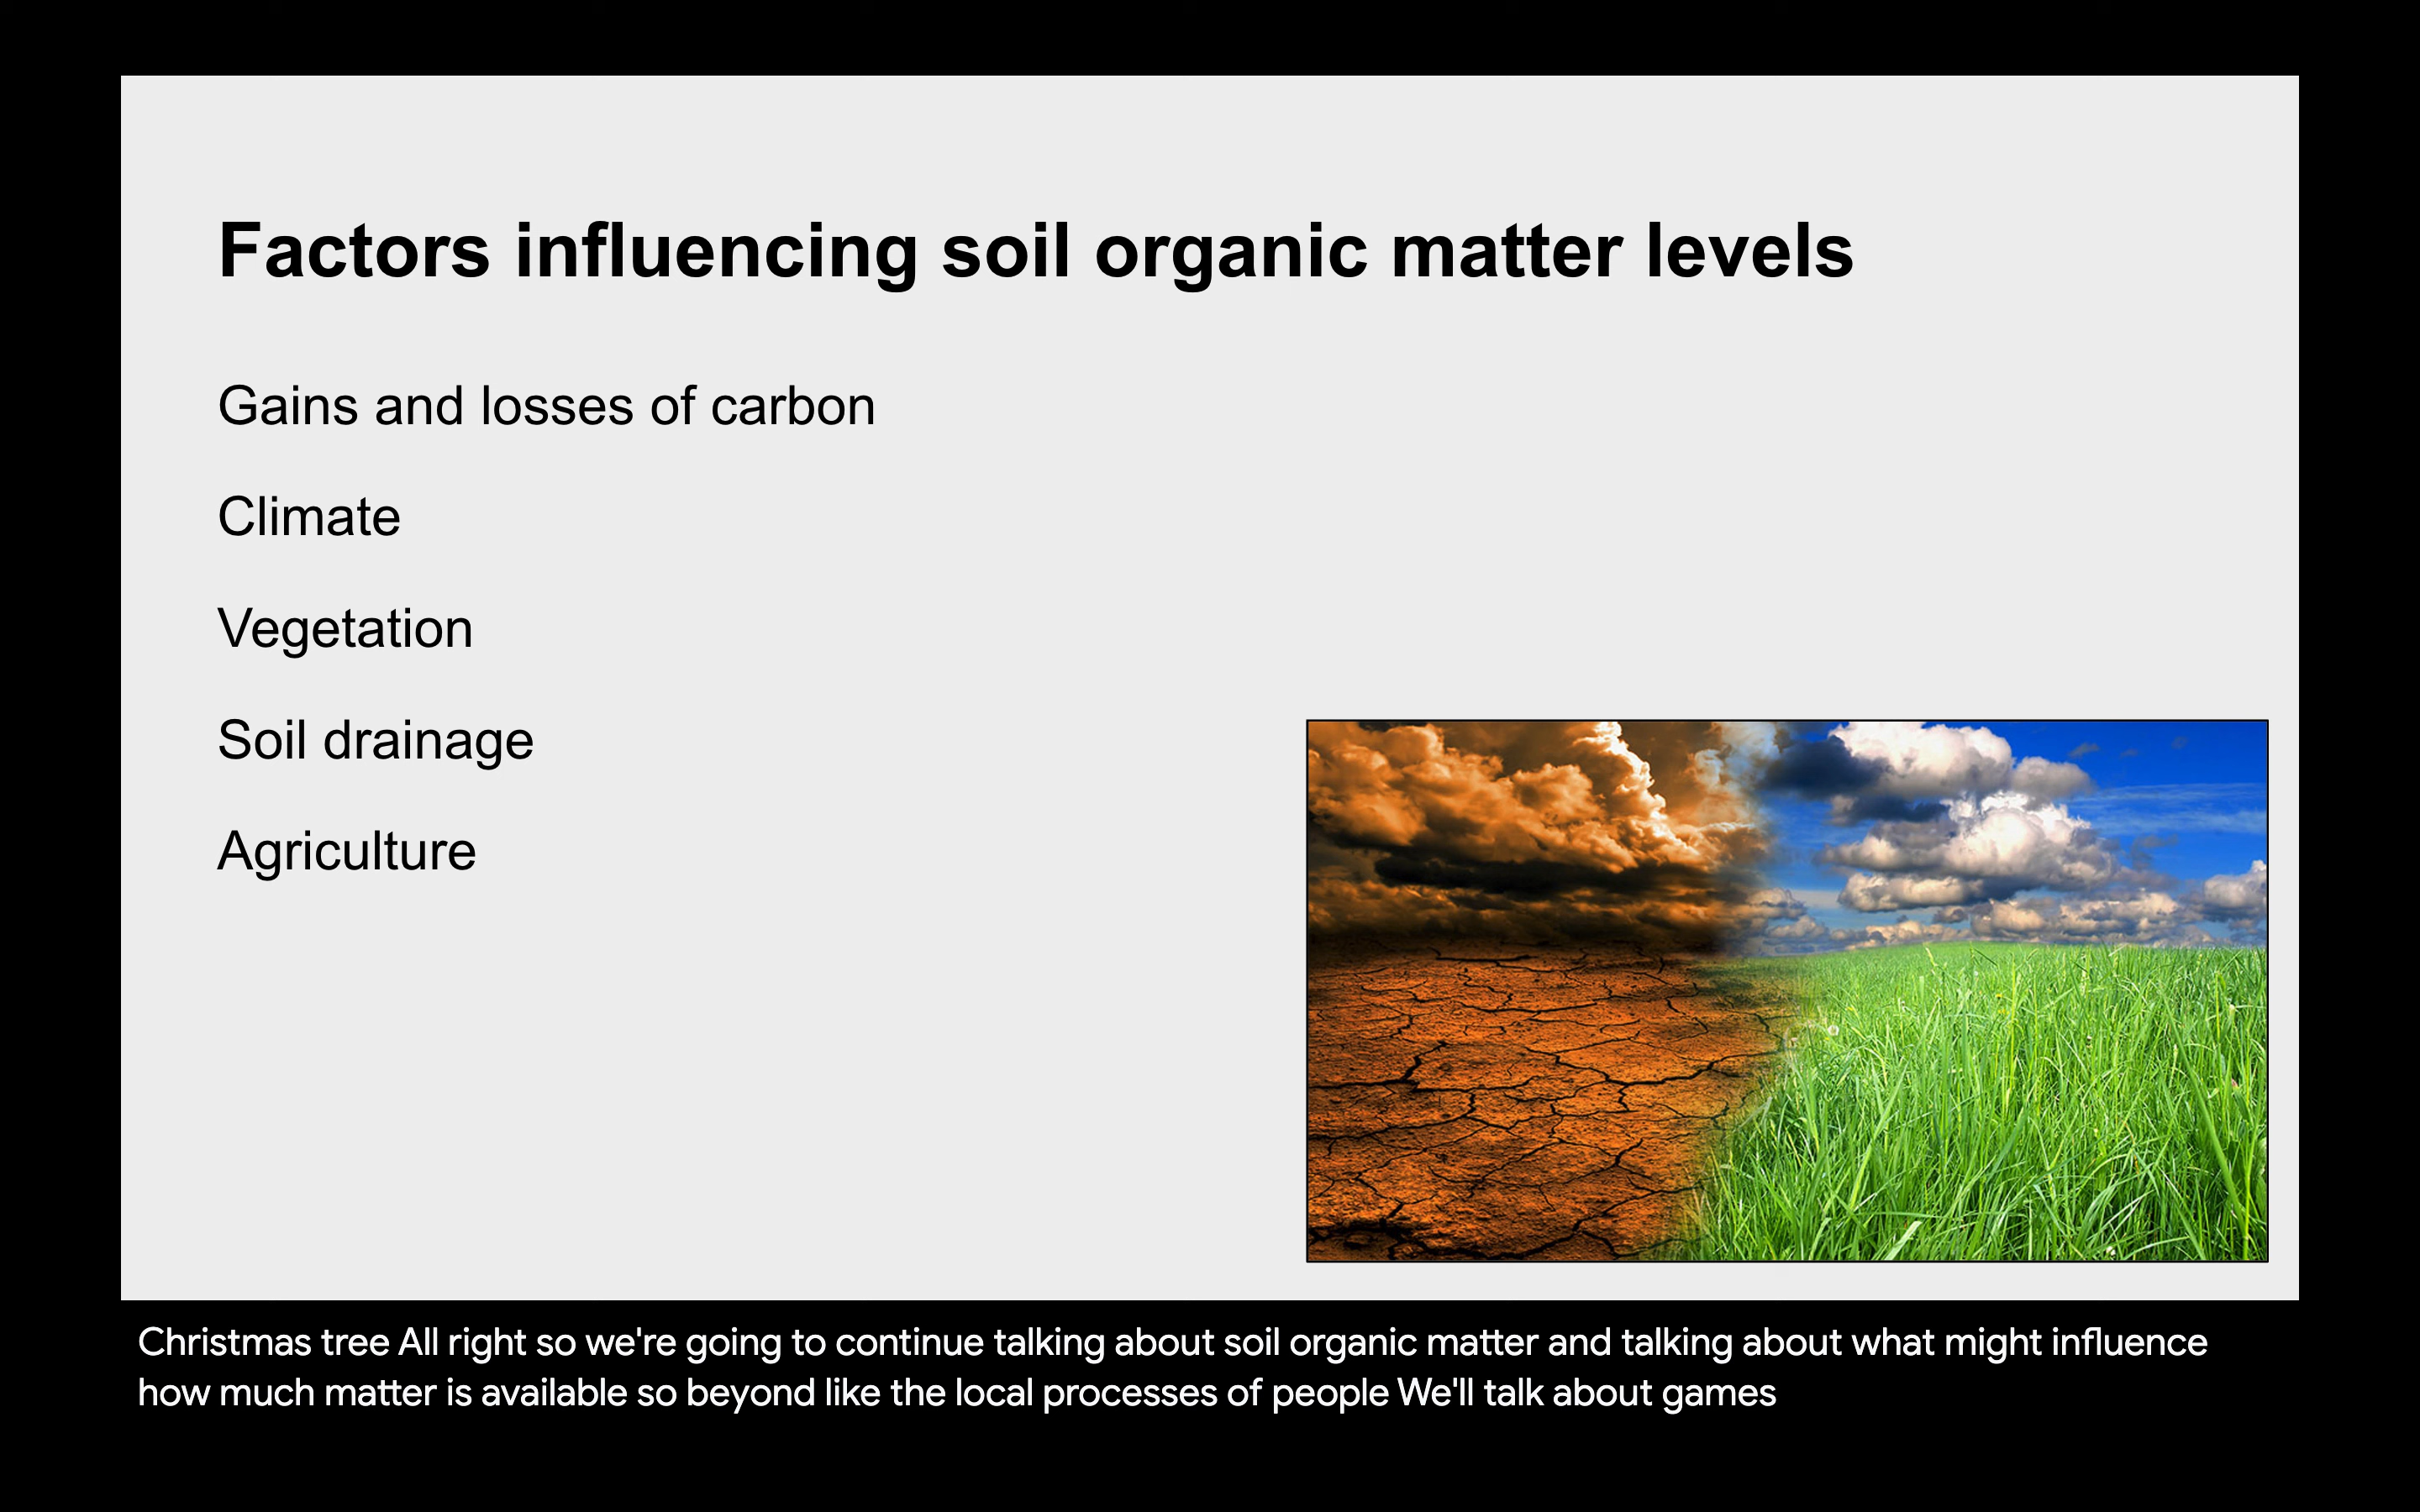 Factors influencing soil organic matter levels
Gains and losses of carbon
Climate
Vegetation
Soil drainage
Agriculture
Christmas tree All right so we're going to continue talking about soil organic matter and talking about what might influence
how much matter is available so beyond like the local processes of people We'll talk about games